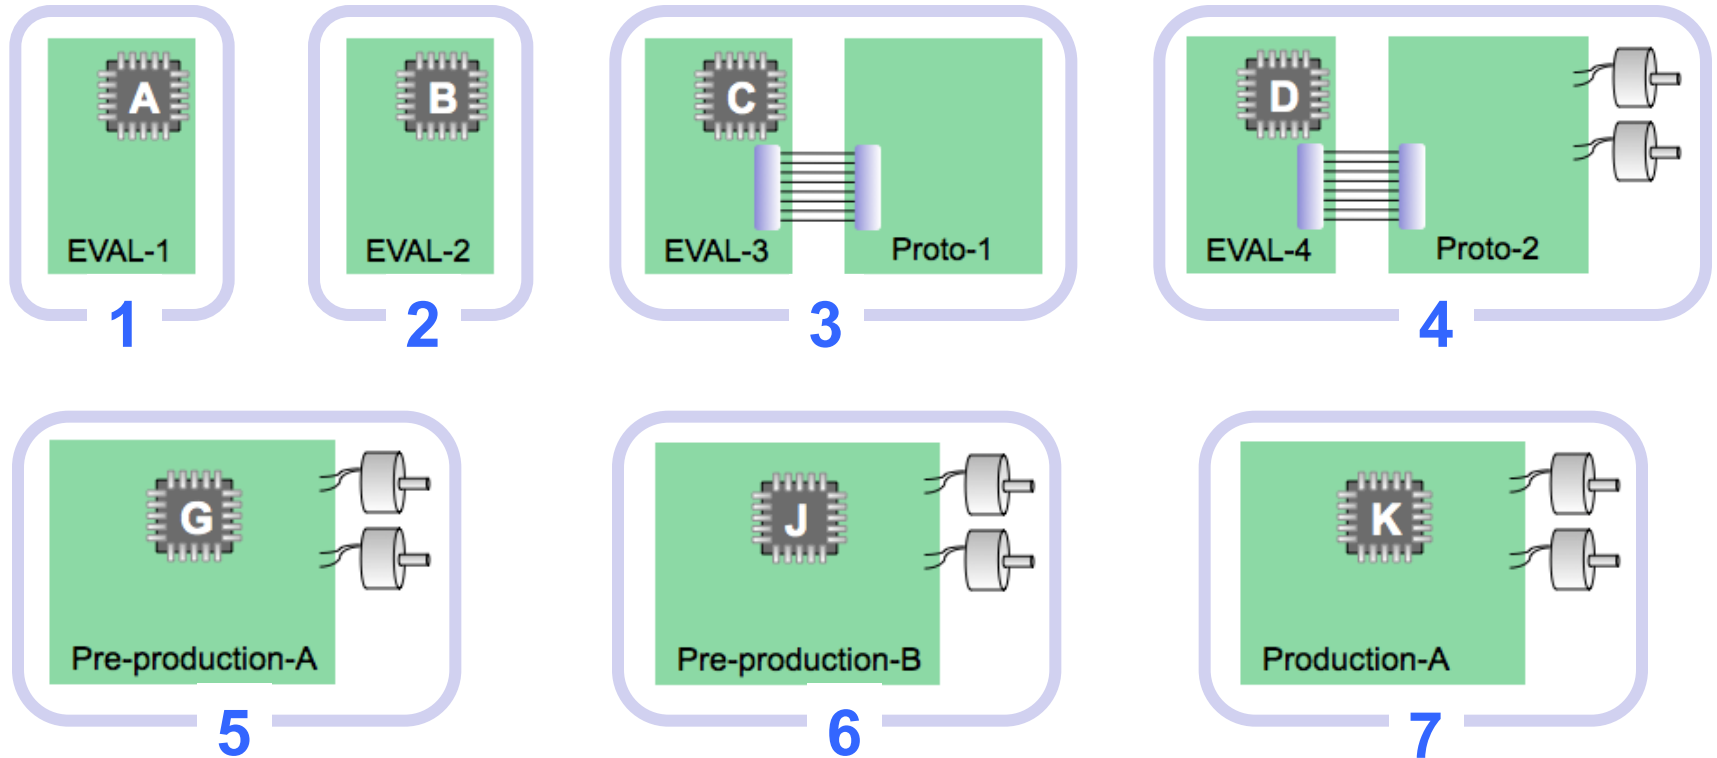 A
EVAL-1
1
B
EVAL-2
2
C
EVAL-3
Proto-1
3
D
EVAL-4
Proto-2
4
G
Pre-production-A
5
J
Pre-production-B
6
K
Production-A
7